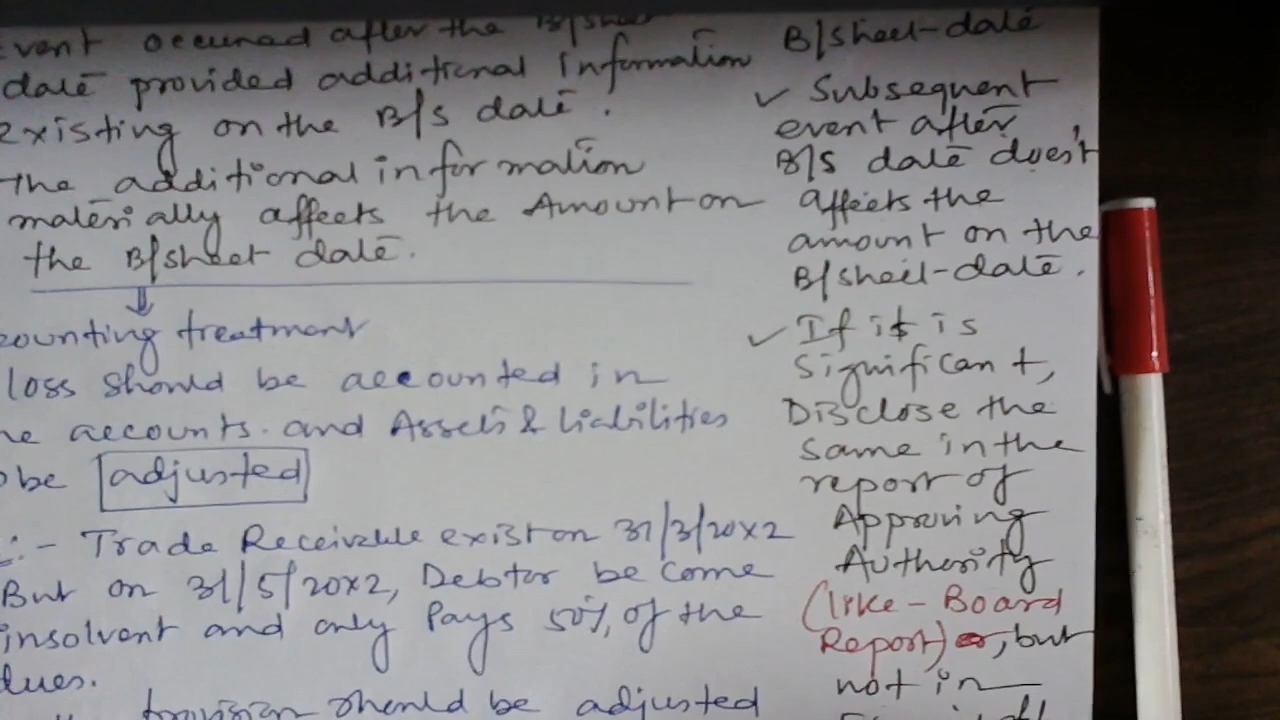 vent occured after the B/sheet
date provided additional information
existing on the B/s date.
The additional information
materially affects the Amount on
the B/sheet date.
counting treatment
loss should be accounted in
he accounts. and Assets & liabilities
o be adjusted
:- Trade Receivable exist on 31/3/20x2
But on 31/5/20x2, Debtor become
insolvent and only Pays 50% of the
dues.
provision should be adjusted
B/sheet-date
✓ Subsequent
event after
B/S date does't
affects the
amount on the
B/sheet-date.
✓ If it is
significant,
Disclose the
same in the
report of
Approving
Authority
(like - Board
Report), but
not in